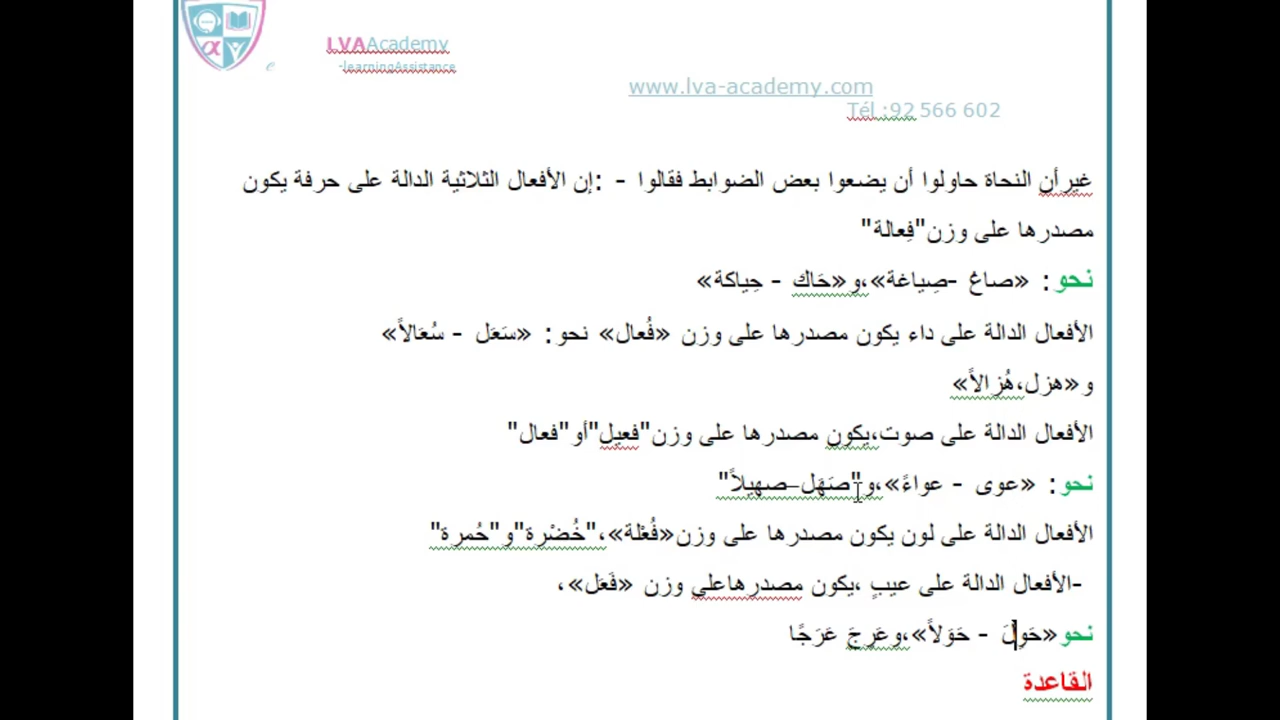 LVAAcademy
-learningAssistance
e
www.lva-academy.com
Tél :92 566 602
غيرأن النحاة حاولوا أن يضعوا بعض الضوابط فقالوا - :إن الأفعال الثلاثية الدالة على حرفة يكون
مصدرها على وزن"فِعالة"
نحو: «صاغ -صِياغة»،و«حَاك - حِياكة»
الأفعال الدالة على داء يكون مصدرها على وزن «فُعال» نحو: «سَعَل - سُعَالاً»
و«هزل،هُزالاً»
الأفعال الدالة على صوت،يكون مصدرها على وزن"فعيل"أو"فعال"
نحو: «عوى - عواءً»،و"صَهَل–صهيلاً"
الأفعال الدالة على لون يكون مصدرها على وزن«فُعْلة»،"خُضْرة"و"حُمرة"
-الأفعال الدالة على عيبٍ ،يكون مصدرهاعلى وزن «فَعَل»،
نحو«حَوِلَ - حَوَلاً»،وعَرِجَ عَرَجًا
القاعدة